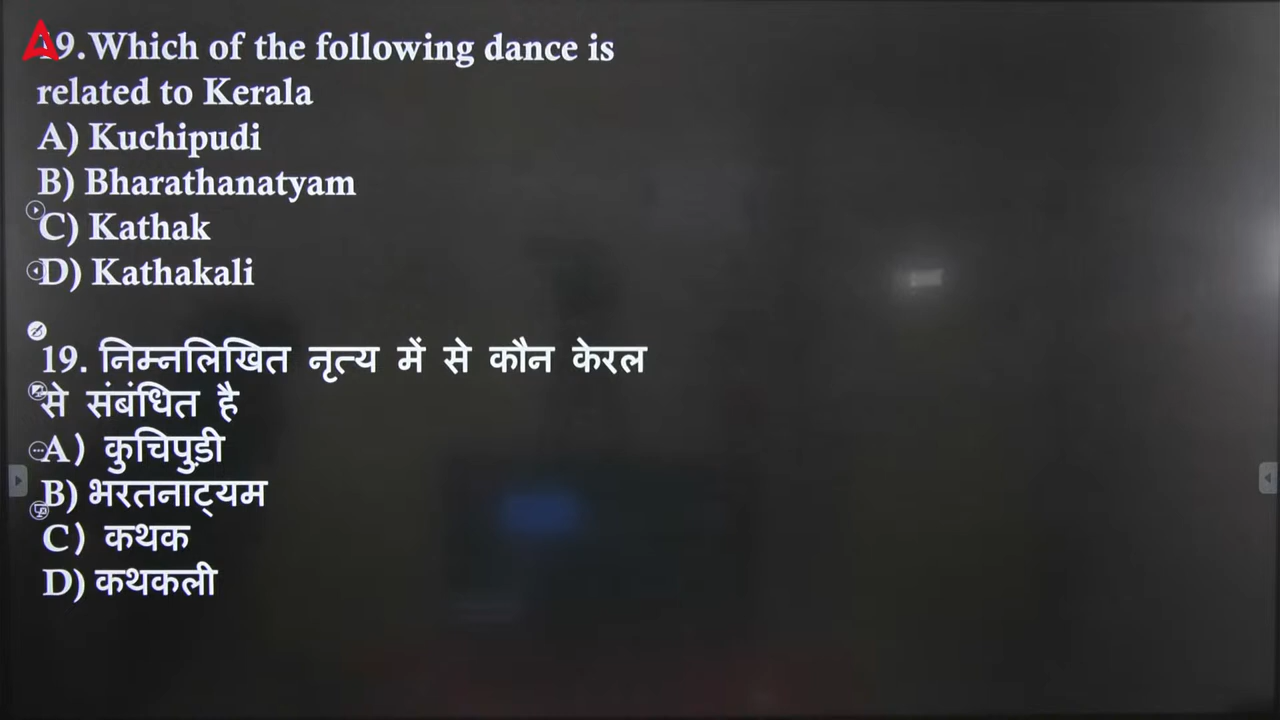 19.Which of the following dance is
related to Kerala
A) Kuchipudi
B) Bharathanatyam
C) Kathak
D) Kathakali
19. निम्नलिखित नृत्य में से कौन केरल
से संबंधित है
A) कुचिपुड़ी
B) भरतनाट्यम
C) कथक
D) कथकली